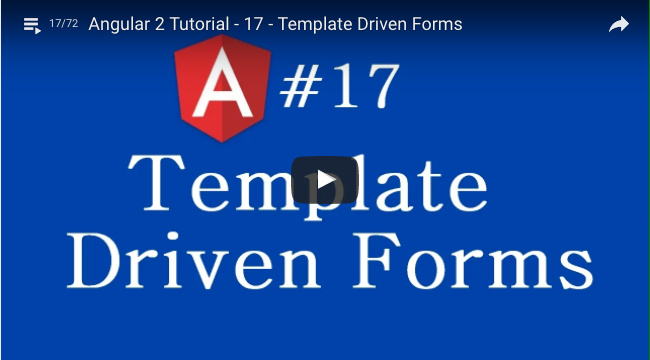 17/72 Angular 2 Tutorial - 17 - Template Driven Forms
A #17
Template
Driven Forms